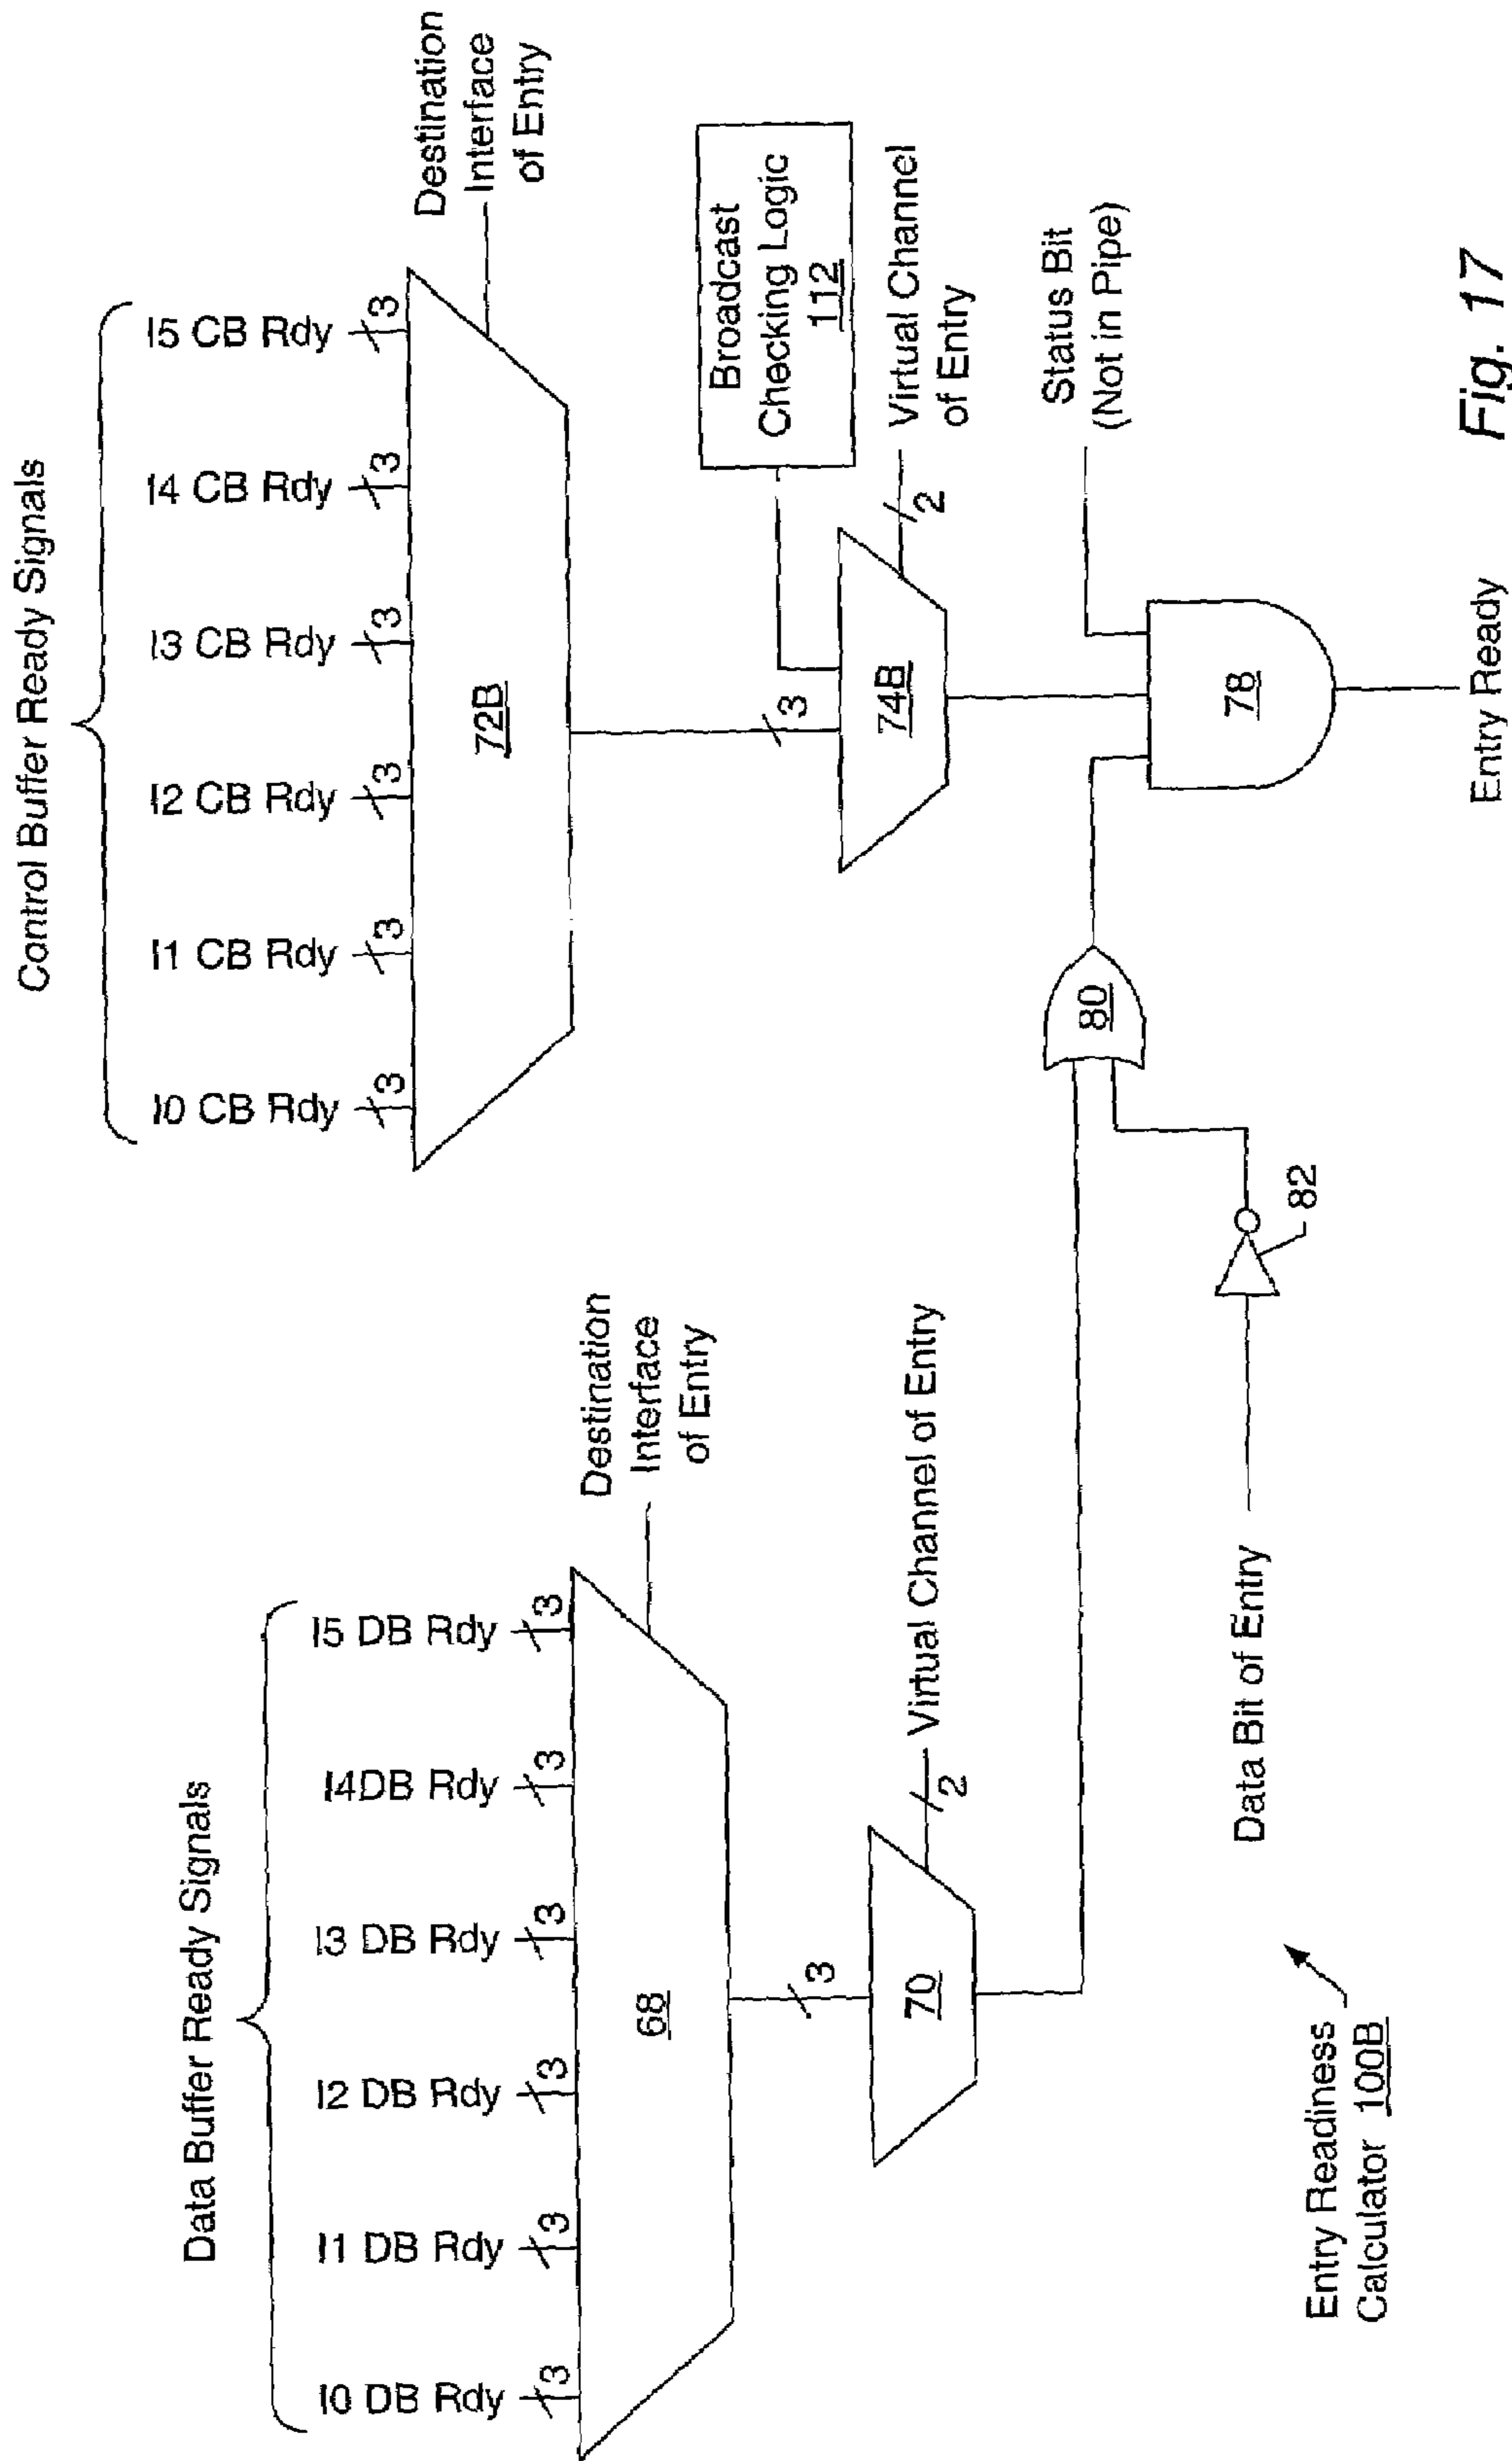 Control Buffer Ready Signals
I0 CB Rdy
I1 CB Rdy
I2 CB Rdy
I3 CB Rdy
I4 CB Rdy
I5 CB Rdy
3
3
3
3
3
3
72B
Destination
Interface
of Entry
Broadcast
Checking Logic
112
3
74B
2
Virtual Channel
of Entry
Status Bit
(Not in Pipe)
78
Entry Ready
80
82
Data Buffer Ready Signals
I0 DB Rdy
I1 DB Rdy
I2 DB Rdy
I3 DB Rdy
I4DB Rdy
I5 DB Rdy
3
3
3
3
3
3
68
Destination
Interface
of Entry
3
70
2
Virtual Channel of Entry
Data Bit of Entry
Entry Readiness
Calculator 100B
Fig. 17